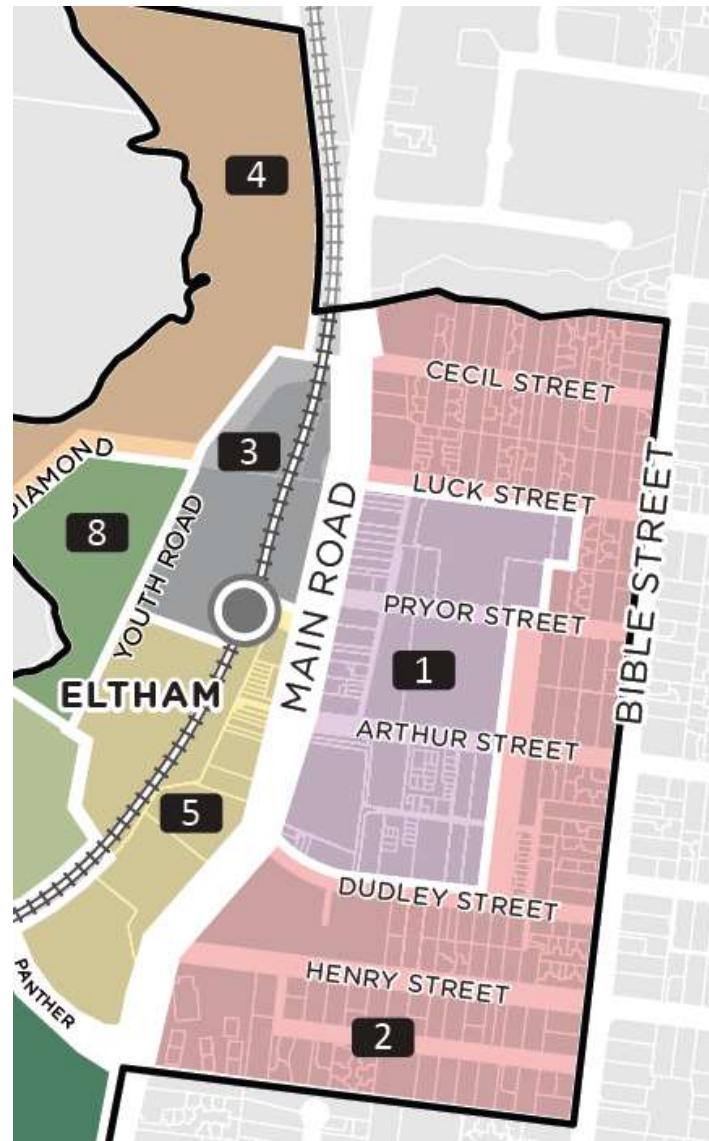 4
CECIL STREET
3
LUCK STREET
DIAMOND
8
YOUTH ROAD
MAIN ROAD
PRYOR STREET
BIBLE STREET
1
ELTHAM
ARTHUR STREET
5
DUDLEY STREET
HENRY STREET
PANTHER
2